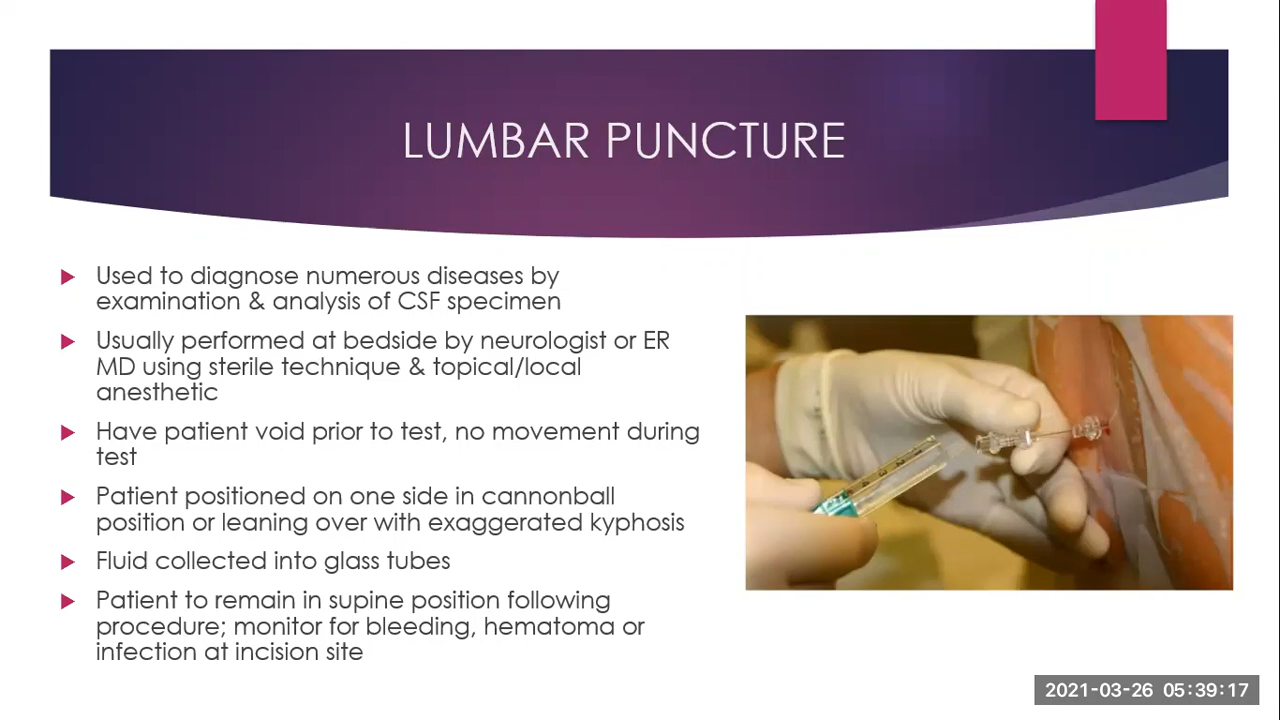 LUMBAR PUNCTURE
Used to diagnose numerous diseases by
examination & analysis of CSF specimen
Usually performed at bedside by neurologist or ER
MD using sterile technique & topical/local
anesthetic
Have patient void prior to test, no movement during
test
Patient positioned on one side in cannonball
position or leaning over with exaggerated kyphosis
Fluid collected into glass tubes
Patient to remain in supine position following
procedure; monitor for bleeding, hematoma or
infection at incision site
2021-03-26 05:39:17